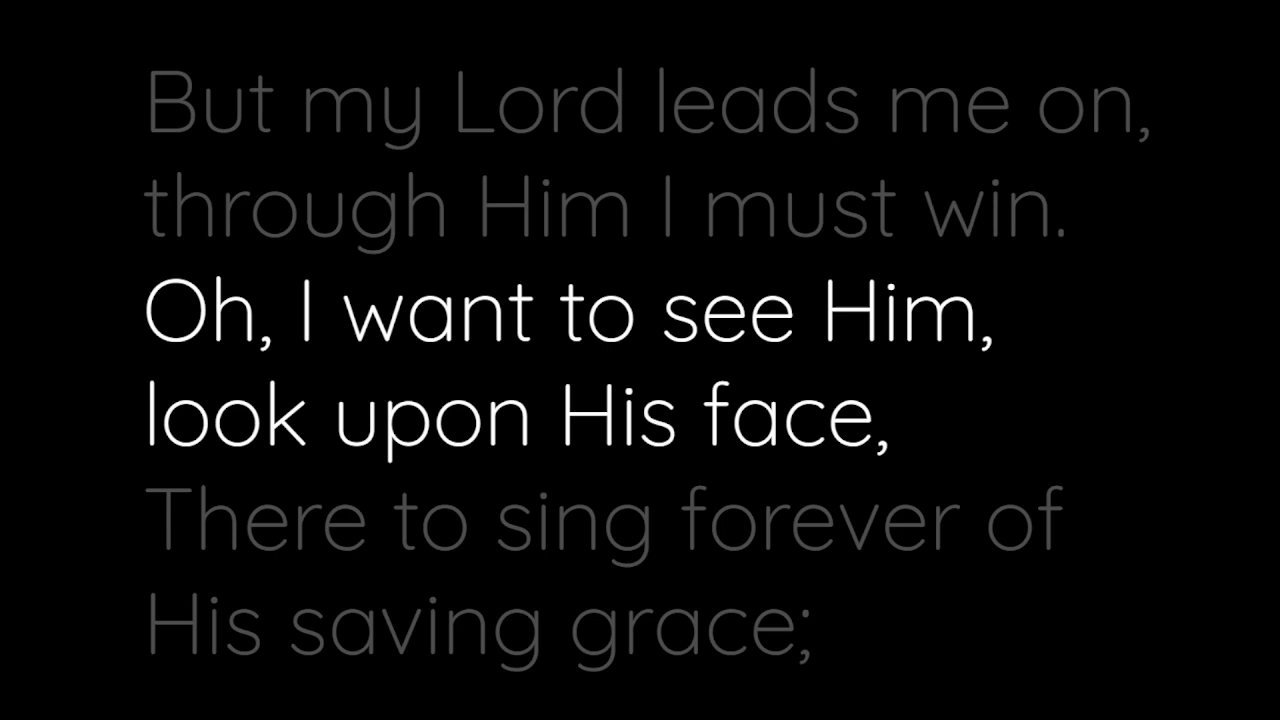 But my Lord leads me on,
through Him I must win.
Oh, I want to see Him,
look upon His face,
There to sing forever of
His saving grace;